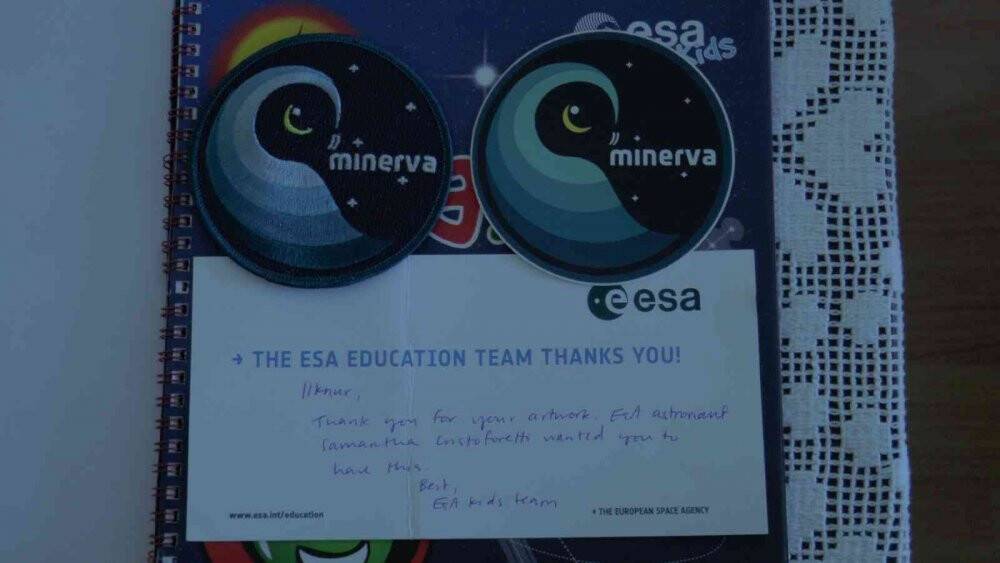 esa
kids
minerva
minerva
esa
→ THE ESA EDUCATION TEAM THANKS YOU!
Ilknur,
Thank you for your artwork. ESA astronaut
Samantha Cristoforetti wanted you to
have this.
Best,
ESA kids team
www.esa.int/education
→ THE EUROPEAN SPACE AGENCY